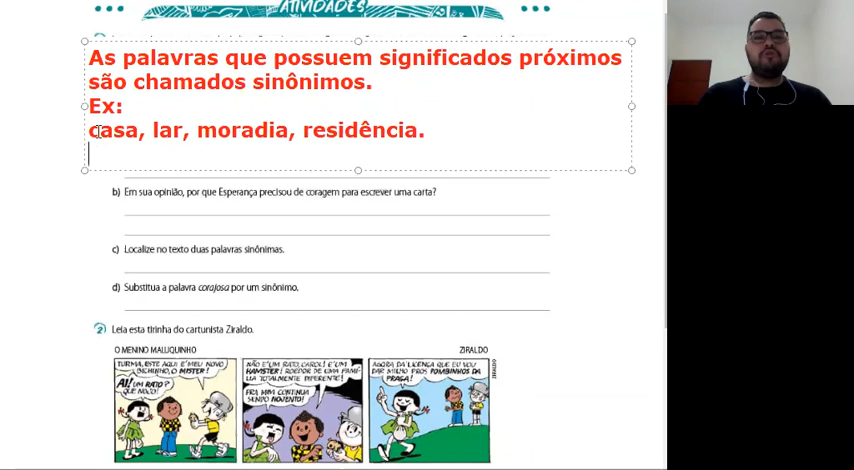 ATIVIDADES
As palavras que possuem significados próximos
são chamados sinônimos.
Ex:
casa, lar, moradia, residência.
b) Em sua opinião, por que Esperança precisou de coragem para escrever uma carta?
c) Localize no texto duas palavras sinônimas.
d) Substitua a palavra corajosa por um sinônimo.
2 Leia esta tirinha do cartunista Ziraldo.
O MENINO MALUQUINHO
ZIRALDO
TURMA, ESTE AQUI É MEU NOVO
BICHINHO, O MISTER!
AI! UM RATO?
QUE NOJO!
NÃO É UM RATO, CAROL! É UM
HAMSTER! ROEDOR DE UMA FAMÍ-
LIA TOTALMENTE DIFERENTE!
PRA MIM CONTINUA
SENDO NOJENTO!
AGORA DÁ LICENÇA QUE EU VOU
DAR MILHO PROS POMBINHOS DA
PRAÇA!
ZIRALDO